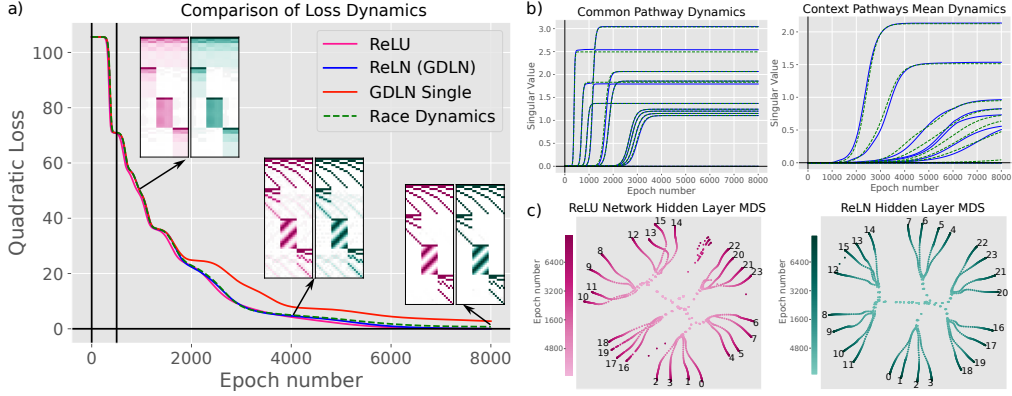 a)
Comparison of Loss Dynamics
Quadratic Loss
100
80
60
40
20
0
ReLU
ReLN (GDLN)
GDLN Single
Race Dynamics
0
2000
4000
6000
8000
Epoch number
b)
Common Pathway Dynamics
Singular Value
3.0
2.5
2.0
1.5
1.0
0.5
0.0
0 1000 2000 3000 4000 5000 6000 7000 8000
Epoch number
Context Pathways Mean Dynamics
Singular Value
2.0
1.5
1.0
0.5
0.0
0 1000 2000 3000 4000 5000 6000 7000 8000
Epoch number
c)
ReLU Network Hidden Layer MDS
Epoch number
6400
1600
4800
15 14
12 13
8
22
20
9
21
11
23
10
6
18
7
19
5
17
4
16
2 3 1 0
ReLN Hidden Layer MDS
Epoch number
6400
1600
4800
7 6 5 4
14
13
22
15
12
21
20
8
16
9
17
10
19
11
18
0 1 2 3